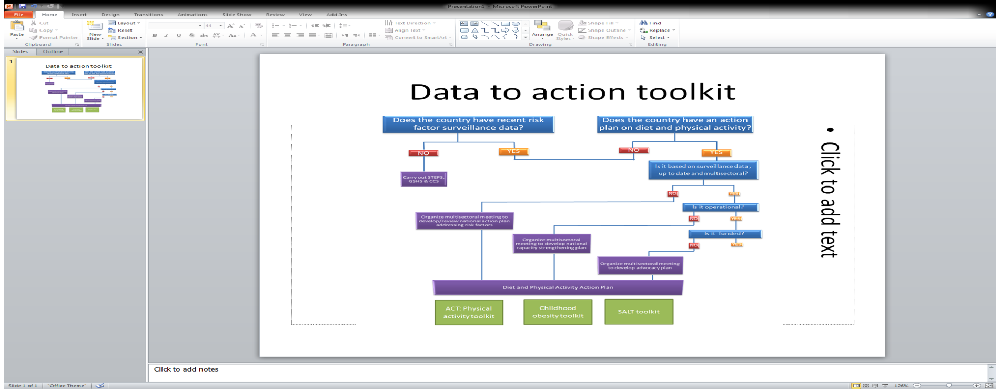 Presentation1 - Microsoft PowerPoint
File Home Insert Design Transitions Animations Slide Show Review View Add-Ins
Paste
Cut
Copy
Format Painter
Clipboard
New
Slide
Layout
Reset
Section
Slides
44
Font
Paragraph
Text Direction
Align Text
Convert to SmartArt
Arrange
Quick
Styles
Shape Fill
Shape Outline
Shape Effects
Drawing
Find
Replace
Select
Editing
Slides Outline
1
Data to action toolkit
Data to action toolkit
Does the country have recent risk
factor surveillance data?
Does the country have an action
plan on diet and physical activity?
NO
YES
NO
YES
Carry out STEPS,
GSHS & CCS
Is it based on surveillance data ,
up to date and multisectoral?
NO
YES
Is it operational?
NO
YES
Organize multisectoral meeting to
develop/review national action plan
addressing risk factors
Is it funded?
NO
YES
Organize multisectoral
meeting to develop national
capacity strengthening plan
Organize multisectoral meeting
to develop advocacy plan
Diet and Physical Activity Action Plan
ACT: Physical
activity toolkit
Childhood
obesity toolkit
SALT toolkit
• Click to add text
Click to add notes
Slide 1 of 1 "Office Theme" 126%